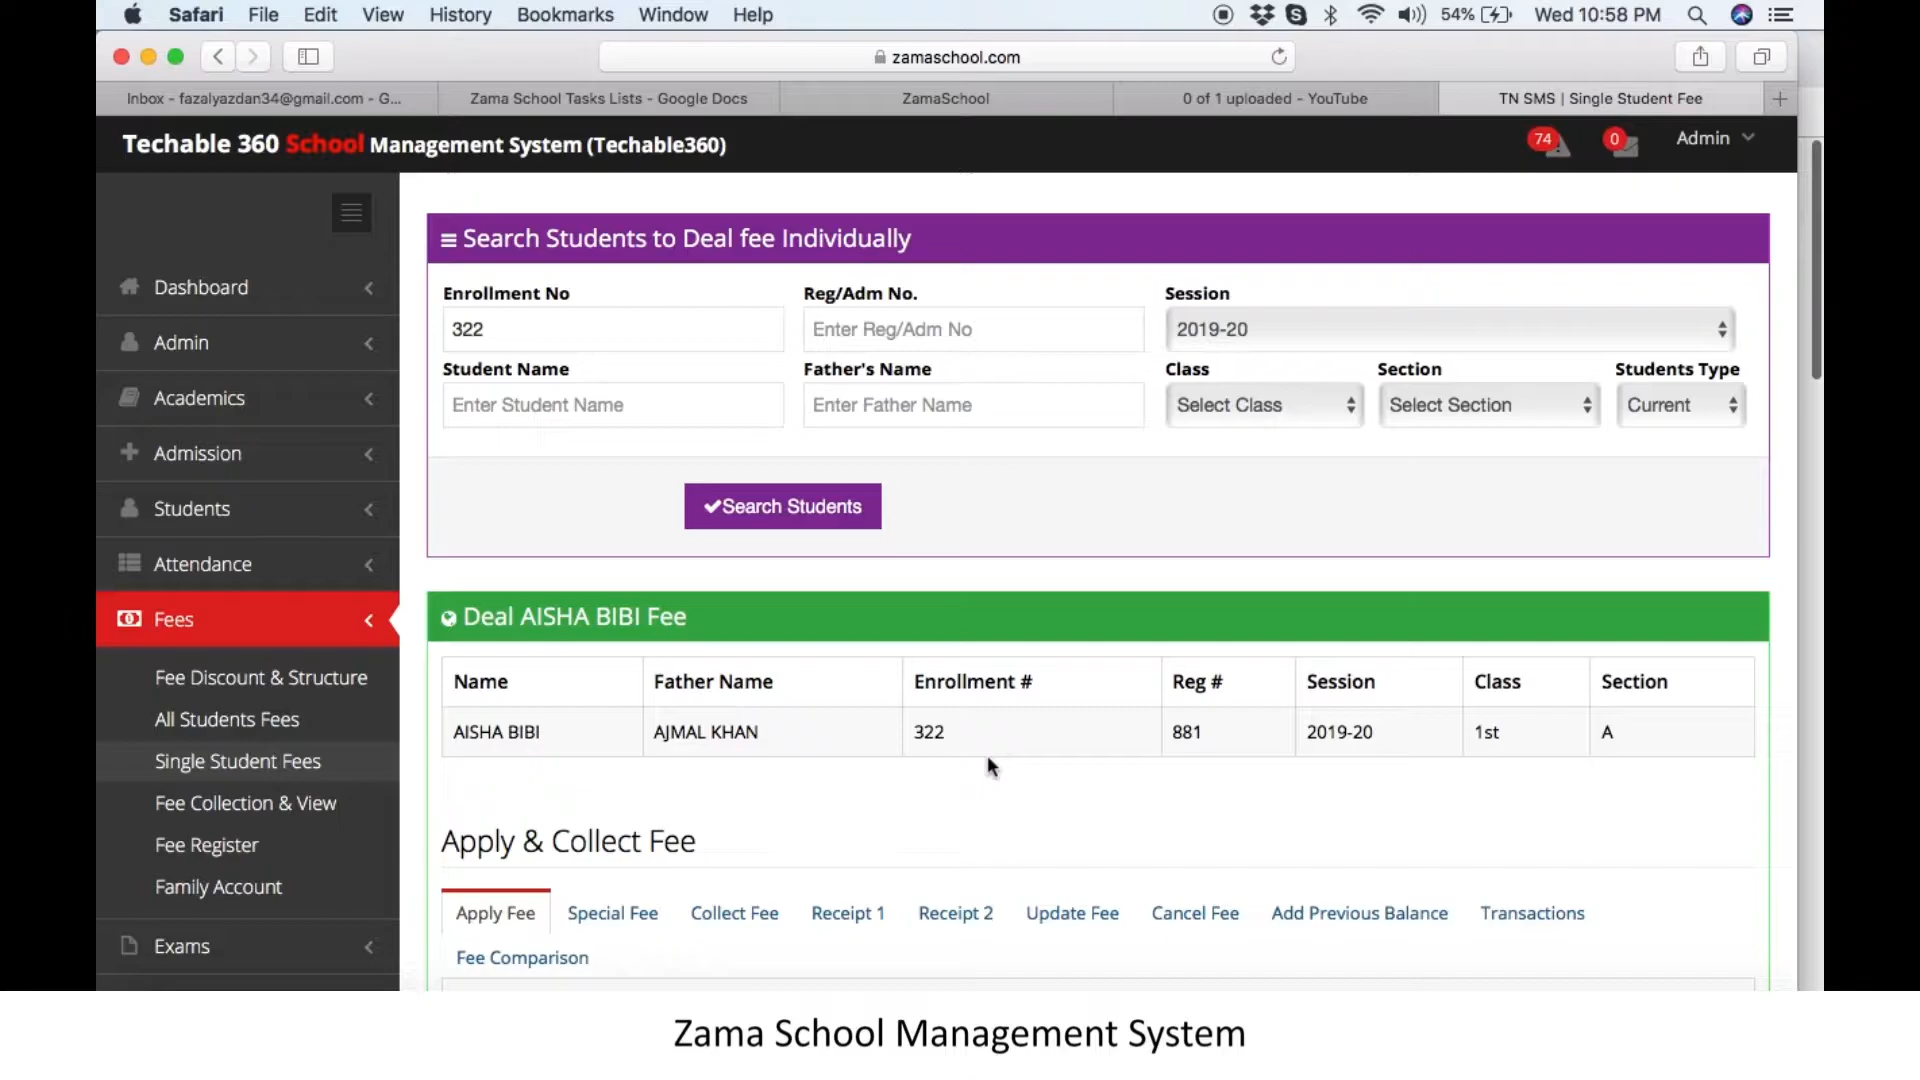 Safari File Edit View History Bookmarks Window Help 54% Wed 10:58 PM
zamaschool.com
Inbox - fazalyazdan34@gmail.com - G... Zama School Tasks Lists - Google Docs ZamaSchool 0 of 1 uploaded - YouTube TN SMS | Single Student Fee
Techable 360 School Management System (Techable360) 74 0 Admin
Search Students to Deal fee Individually
Enrollment No Reg/Adm No. Session
322 Enter Reg/Adm No 2019-20
Student Name Father's Name Class Section Students Type
Enter Student Name Enter Father Name Select Class Select Section Current
Search Students
Dashboard
Admin
Academics
Admission
Students
Attendance
Fees
Fee Discount & Structure
All Students Fees
Single Student Fees
Fee Collection & View
Fee Register
Family Account
Exams
Deal AISHA BIBI Fee
Name Father Name Enrollment # Reg # Session Class Section
AISHA BIBI AJMAL KHAN 322 881 2019-20 1st A
Apply & Collect Fee
Apply Fee Special Fee Collect Fee Receipt 1 Receipt 2 Update Fee Cancel Fee Add Previous Balance Transactions
Fee Comparison
Zama School Management System